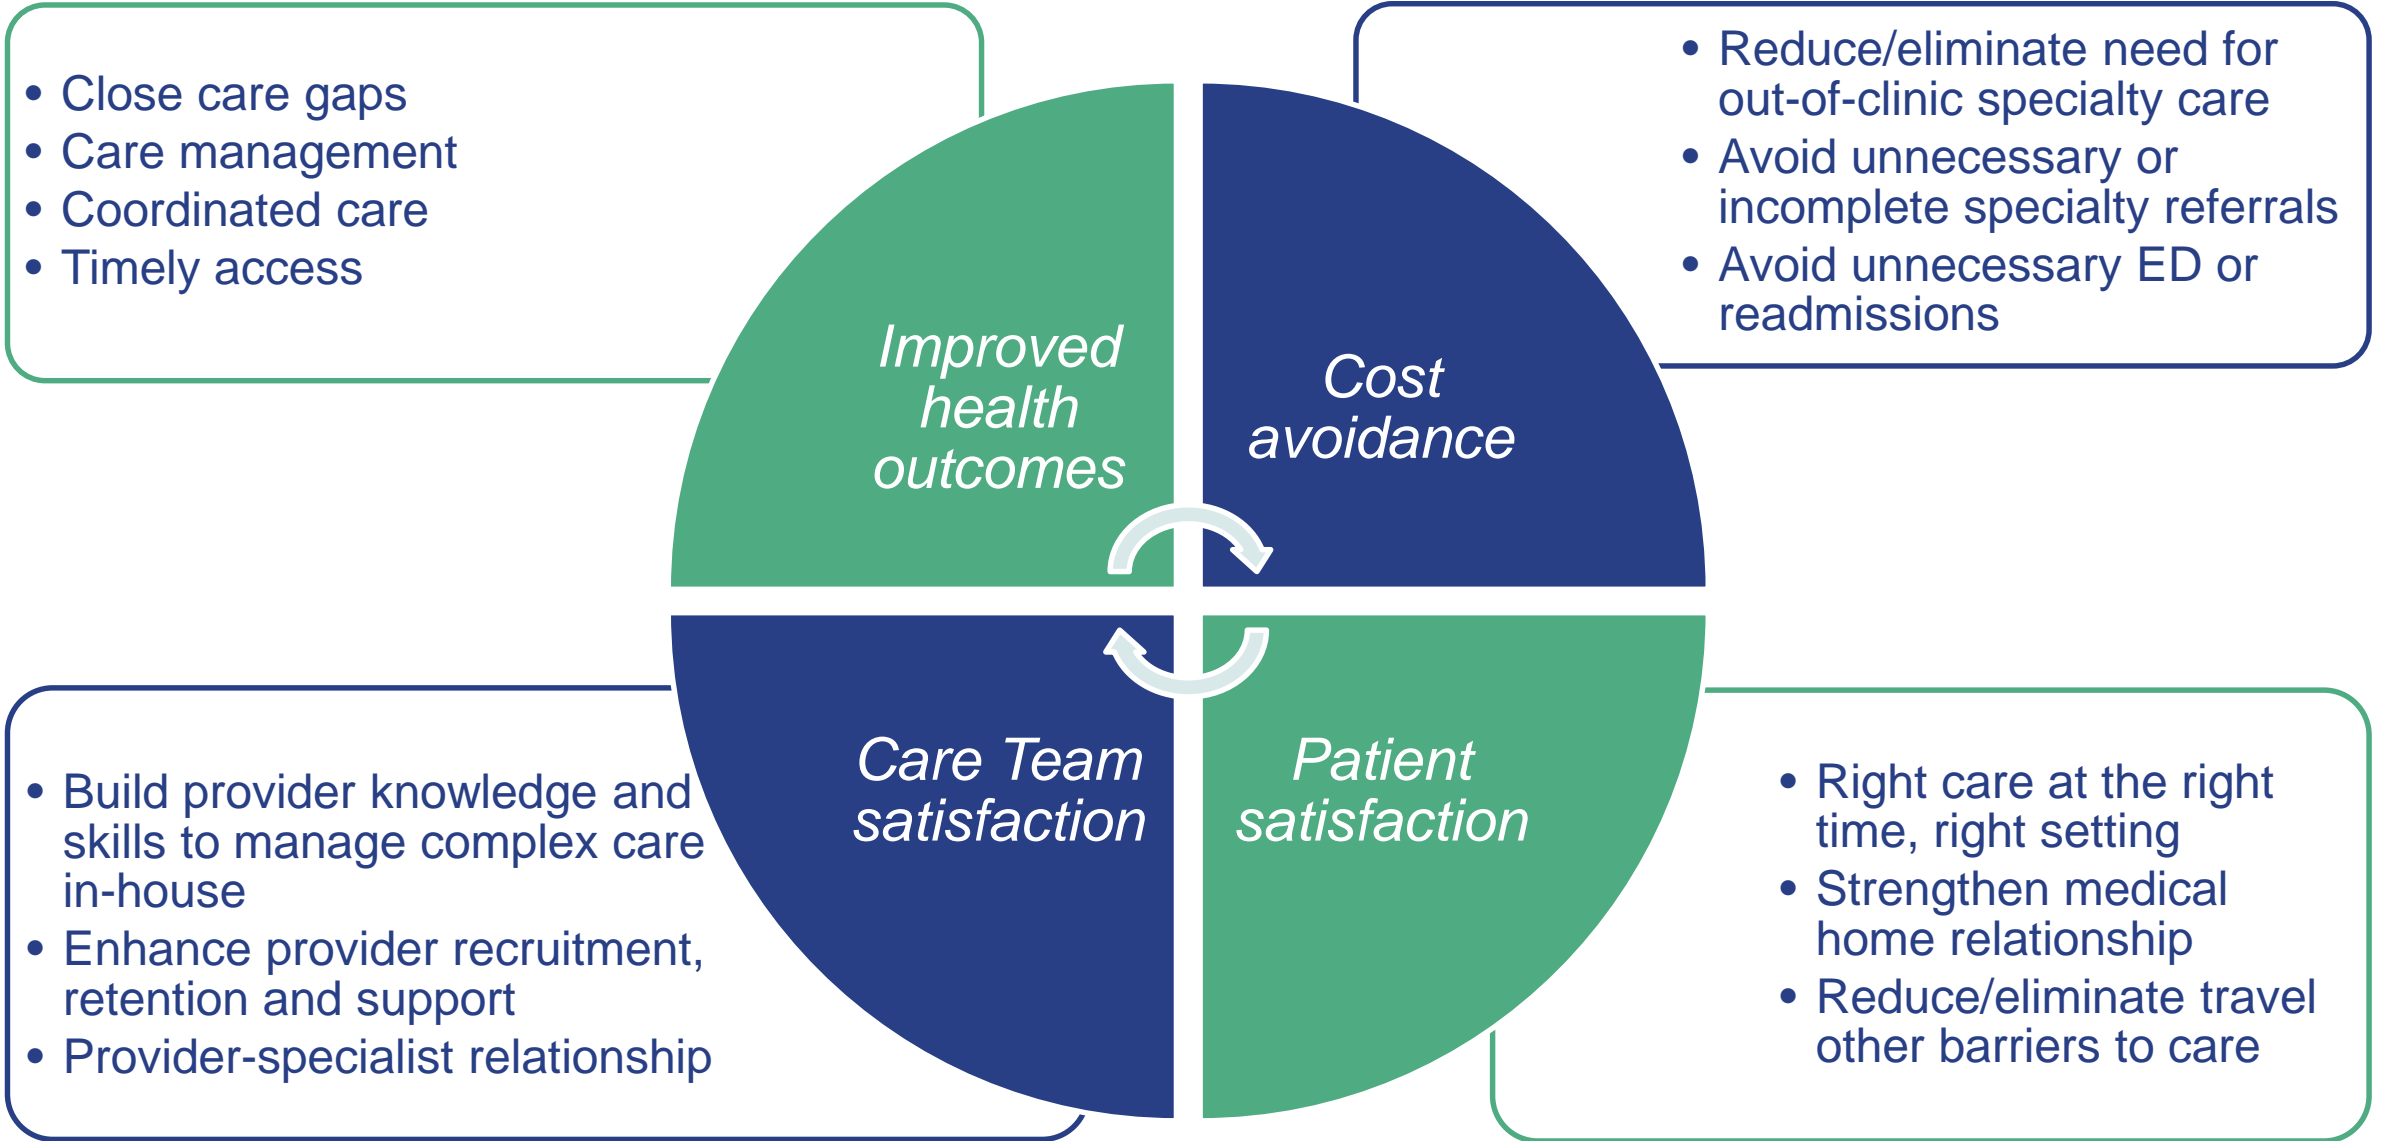 • Close care gaps
• Care management
• Coordinated care
• Timely access
Improved
health
outcomes
• Reduce/eliminate need for
out-of-clinic specialty care
• Avoid unnecessary or
incomplete specialty referrals
• Avoid unnecessary ED or
readmissions
Cost
avoidance
• Build provider knowledge and
skills to manage complex care
in-house
• Enhance provider recruitment,
retention and support
• Provider-specialist relationship
Care Team
satisfaction
Patient
satisfaction
• Right care at the right
time, right setting
• Strengthen medical
home relationship
• Reduce/eliminate travel
other barriers to care